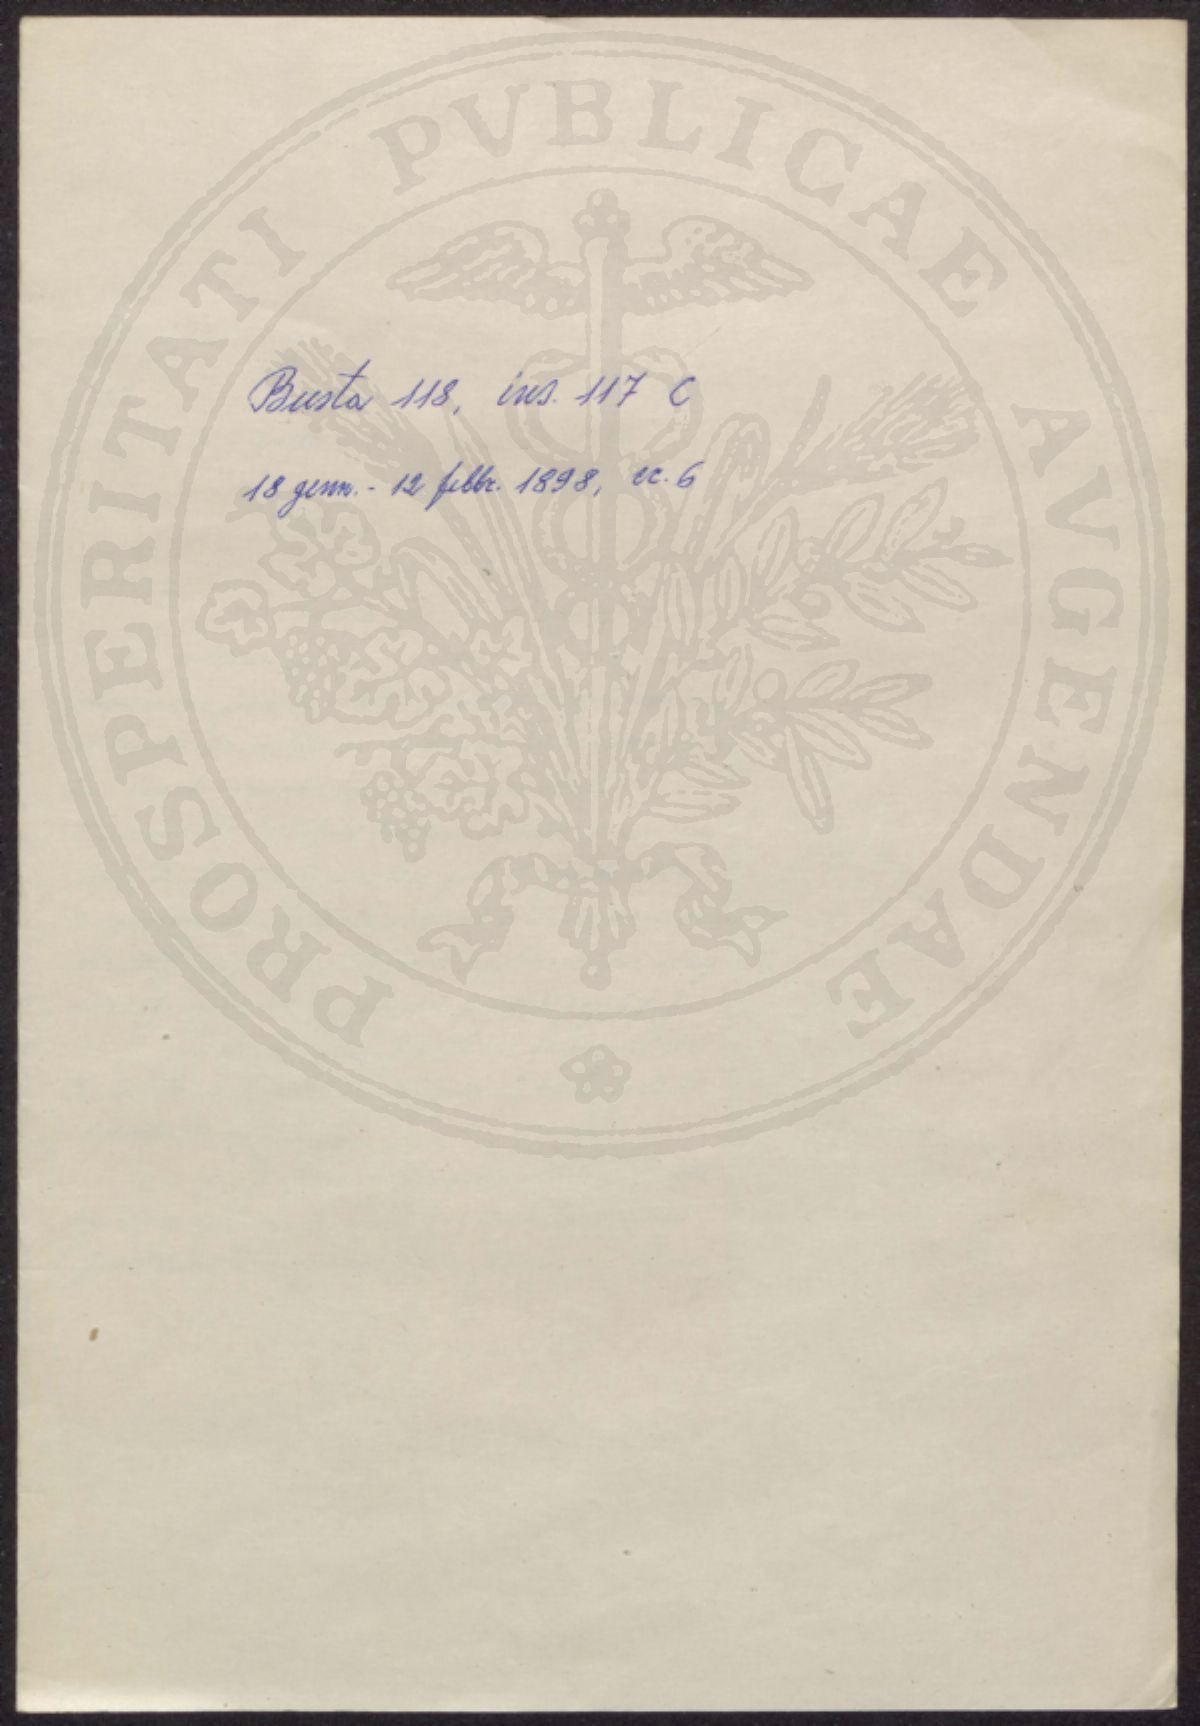 PROSPERITATI PVBLICAE AVGENDAE
Busta 118, ins. 117 C
18 genn. - 12 febbr. 1898, cc. 6